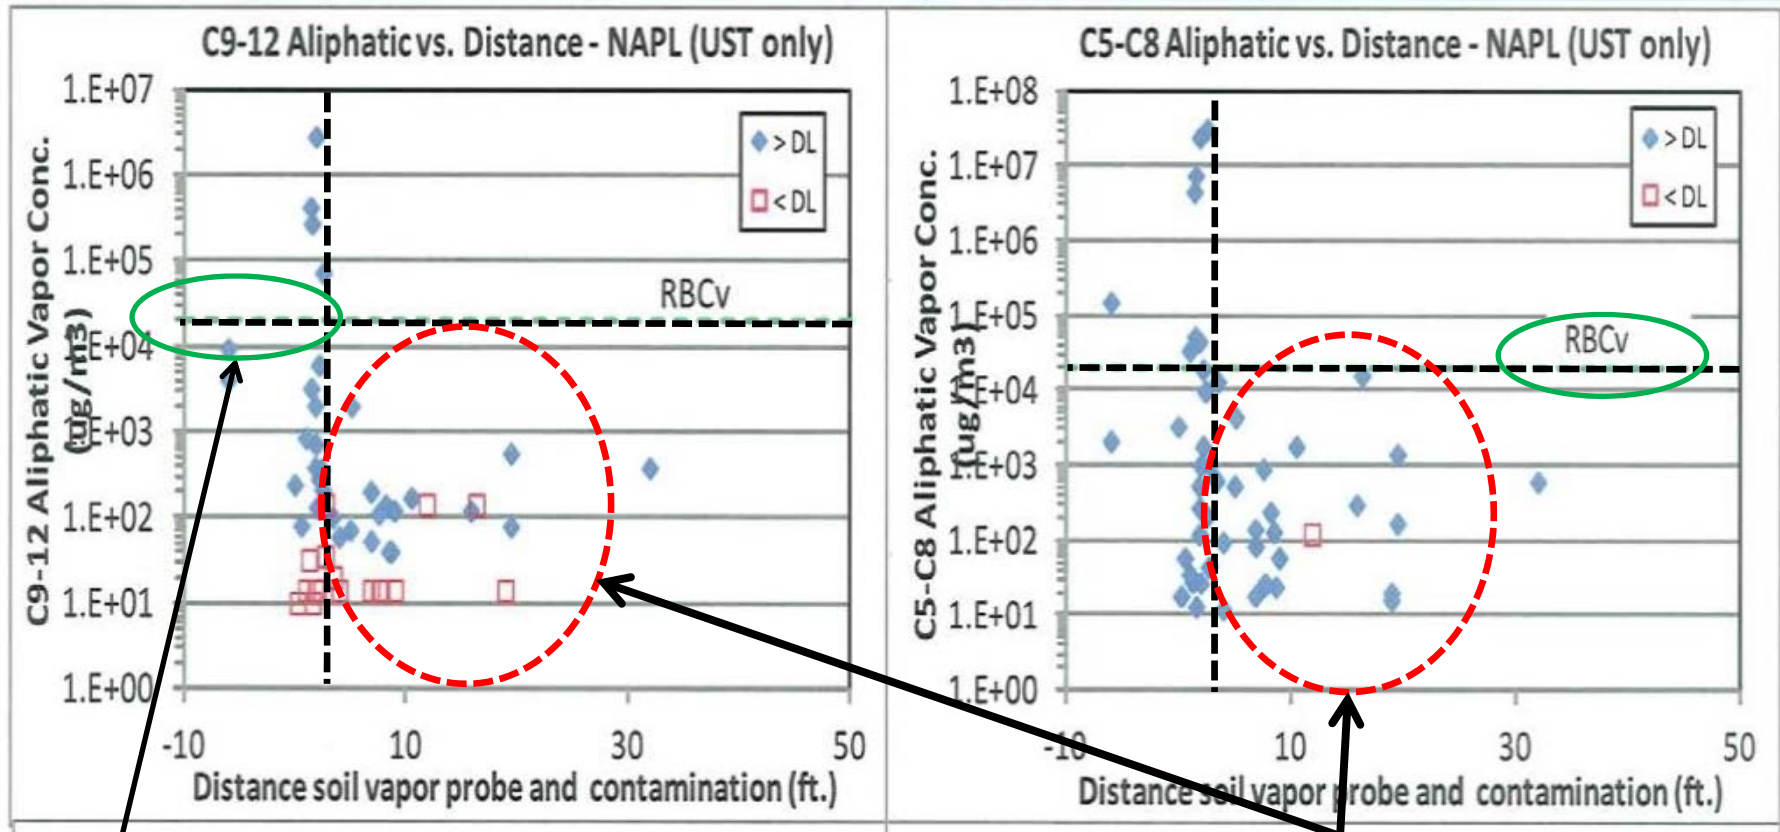 C9-12 Aliphatic vs. Distance - NAPL (UST only)
C9-12 Aliphatic Vapor Conc.
(ug/m3)
1.E+07
1.E+06
1.E+05
1.E+04
1.E+03
1.E+02
1.E+01
1.E+00
> DL
< DL
RBCv
-10
10
30
50
Distance soil vapor probe and contamination (ft.)
C5-C8 Aliphatic vs. Distance - NAPL (UST only)
C5-C8 Aliphatic Vapor Conc.
(ug/m3)
1.E+08
1.E+07
1.E+06
1.E+05
1.E+04
1.E+03
1.E+02
1.E+01
1.E+00
> DL
< DL
RBCv
-10
10
30
50
Distance soil vapor probe and contamination (ft.)